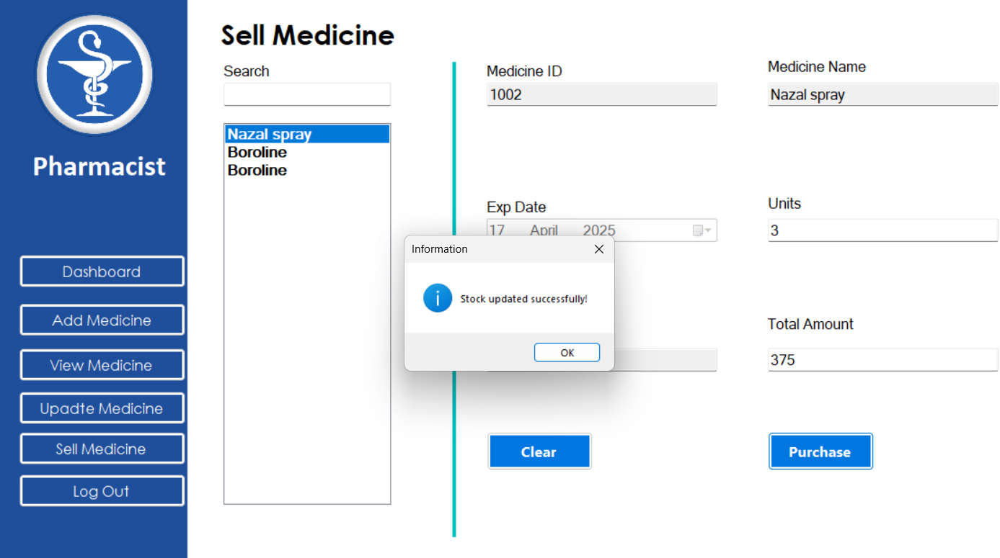 Pharmacist
Dashboard
Add Medicine
View Medicine
Upadte Medicine
Sell Medicine
Log Out
Sell Medicine
Search
Nazal spray
Boroline
Boroline
Medicine ID
1002
Medicine Name
Nazal spray
Exp Date
17 April 2025
Units
3
Information
Stock updated successfully!
OK
Total Amount
375
Clear
Purchase